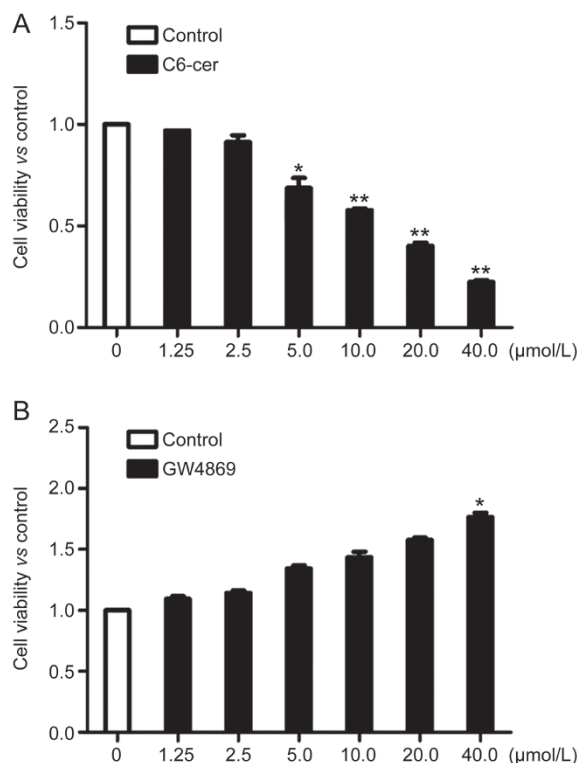 A
1.5
Control
C6-cer
Cell viability vs control
1.0
*
**
0.5
**
**
0.0
0 1.25 2.5 5.0 10.0 20.0 40.0 (μmol/L)
B
2.5
Control
GW4869
Cell viability vs control
2.0
*
1.5
1.0
0.5
0.0
0 1.25 2.5 5.0 10.0 20.0 40.0 (μmol/L)